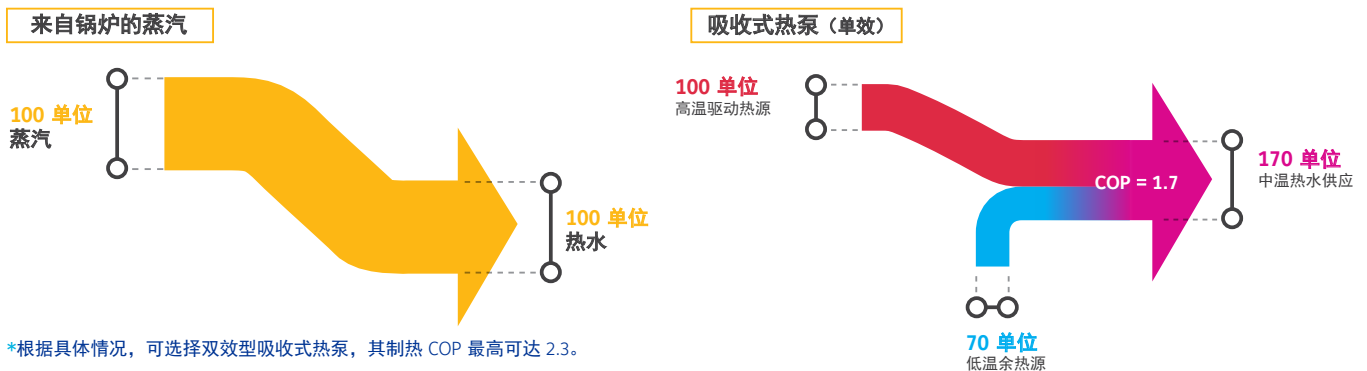 来自锅炉的蒸汽
100 单位
蒸汽
100 单位
热水
*根据具体情况，可选择双效型吸收式热泵，其制热 COP 最高可达 2.3。
吸收式热泵（单效）
100 单位
高温驱动热源
COP = 1.7
170 单位
中温热水供应
70 单位
低温余热源